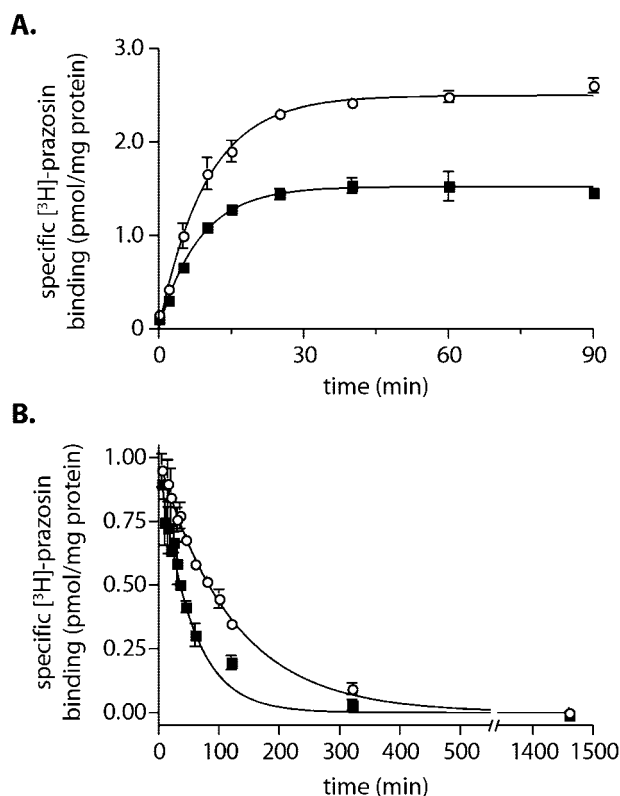 A.
specific [³H]-prazosin
binding (pmol/mg protein)
3.0
2.0
1.0
0
0 30 60 90
time (min)
B.
specific [³H]-prazosin
binding (pmol/mg protein)
1.00
0.75
0.50
0.25
0.00
0 100 200 300 400 500 1400 1500
time (min)